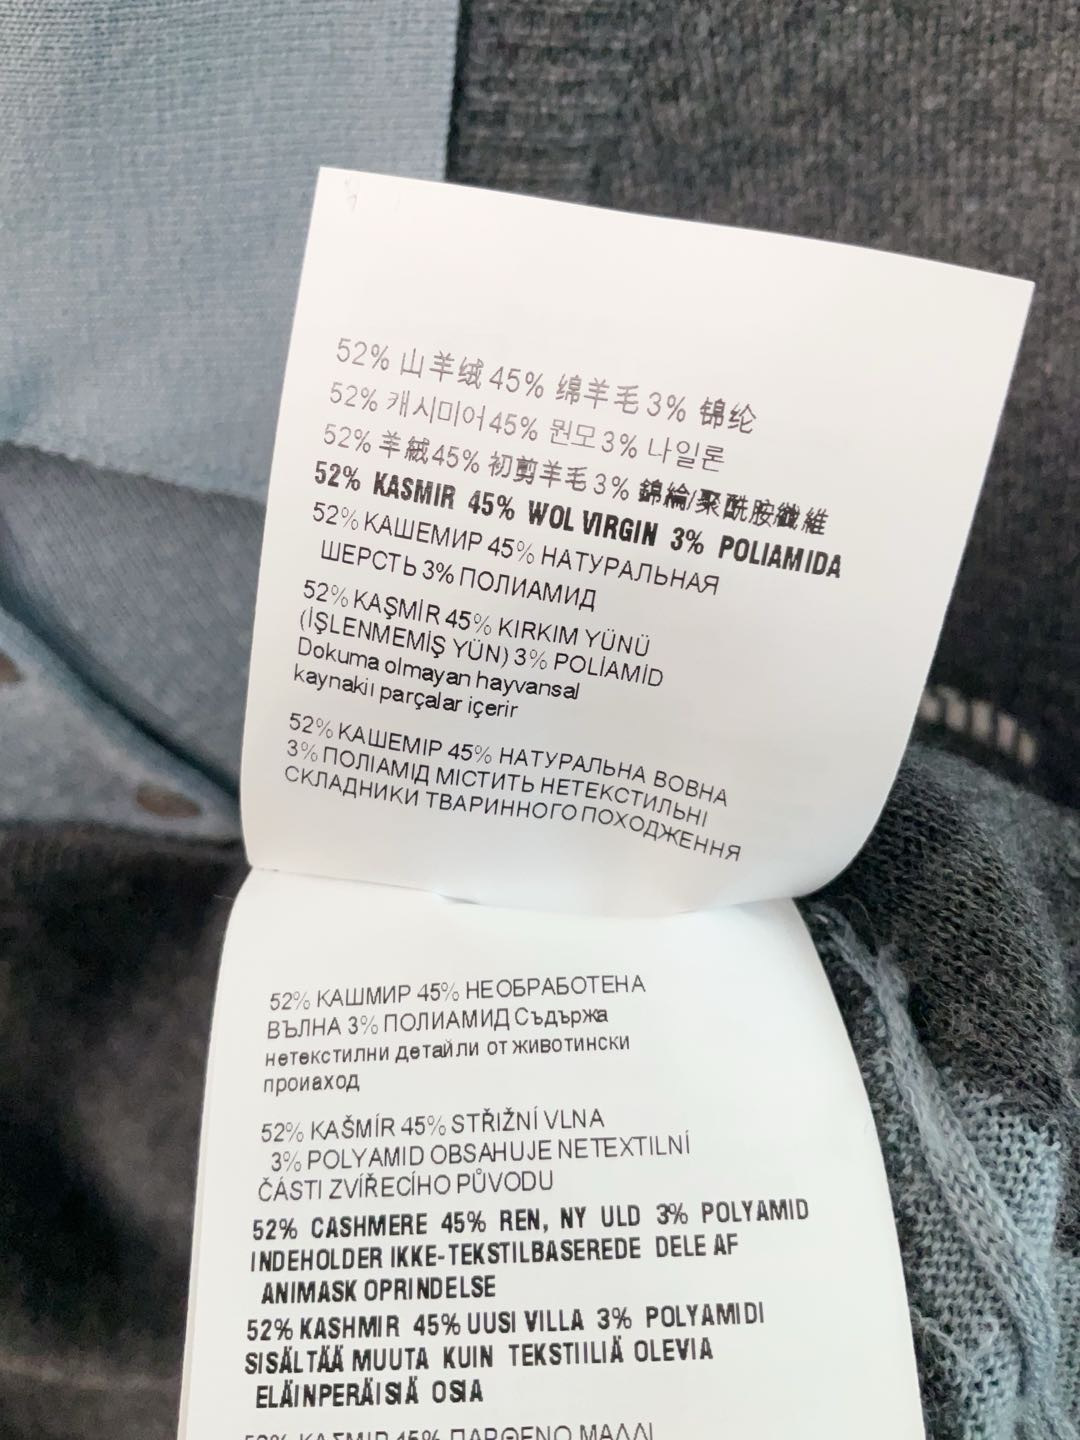 52% 山羊绒 45% 绵羊毛 3% 锦纶
52% 캐시미어 45% 뭔모 3% 나일론
52% 羊絨 45% 初剪羊毛 3% 錦綸/聚酰胺纖維
52% KASMIR 45% WOL VIRGIN 3% POLIAMIDA
52% КАШЕМИР 45% НАТУРАЛЬНАЯ
ШЕРСТЬ 3% ПОЛИАМИД
52% KAŞMİR 45% KIRKIM YÜNÜ
(İŞLENMEMİŞ YÜN) 3% POLİAMİD
Dokuma olmayan hayvansal
kaynakiı parçalar içerir
52% КАШЕМІР 45% НАТУРАЛЬНА ВОВНА
3% ПОЛІАМІД МІСТИТЬ НЕТЕКСТИЛЬНІ
СКЛАДНИКИ ТВАРИННОГО ПОХОДЖЕННЯ
52% КАШМИР 45% НЕОБРАБОТЕНА
ВЪЛНА 3% ПОЛИАМИД Съдържа
нетекстилни детайли от животински
проиаход
52% KAŠMÍR 45% STŘIŽNÍ VLNA
3% POLYAMID OBSAHUJE NETEXTILNÍ
ČÁSTI ZVÍŘECÍHO PŮVODU
52% CASHMERE 45% REN, NY ULD 3% POLYAMID
INDEHOLDER IKKE-TEKSTILBASEREDE DELE AF
ANIMASK OPRINDELSE
52% KASHMIR 45% UUSI VILLA 3% POLYAMIDI
SISÄLTÄÄ MUUTA KUIN TEKSTIILIÄ OLEVIA
ELÄINPERÄISIÄ OSIA
52% ΚΑΣΜΙΡ 45% ΠΑΡΘΕΝΟ ΜΑΛΛΙ